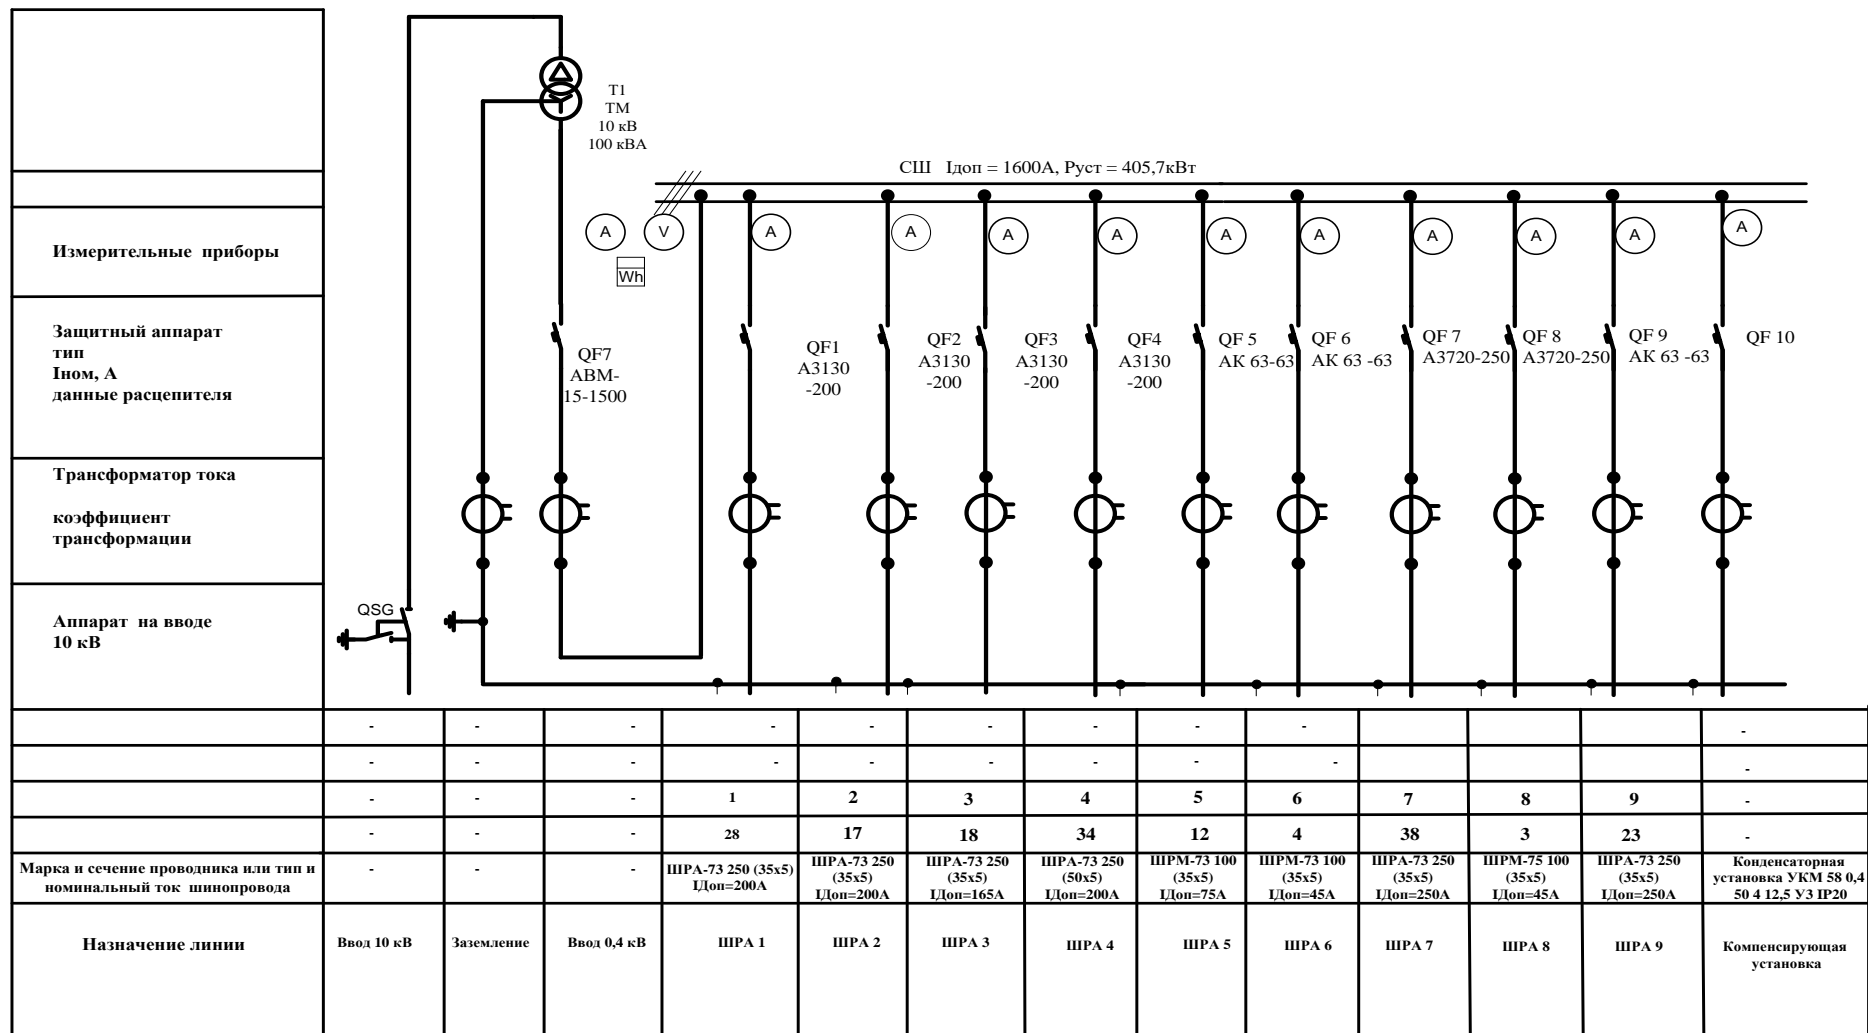 Т1
ТМ
10 кВ
100 кВА
СШ Iдоп = 1600А, Руст = 405,7кВт
Измерительные приборы
A
V
A
A
A
A
A
A
A
A
A
A
Wh
Защитный аппарат
тип
Iном, А
данные расцепителя
QF7
АВМ-
15-1500
QF1
А3130
-200
QF2
А3130
-200
QF3
А3130
-200
QF4
А3130
-200
QF 5
АК 63-63
QF 6
АК 63 -63
QF 7
А3720-250
QF 8
А3720-250
QF 9
АК 63 -63
QF 10
Трансформатор тока
коэффициент
трансформации
Аппарат на вводе
10 кВ
QSG
- - - - - - - - - -
- - - - - - - - - -
- - - 1 2 3 4 5 6 7 8 9 -
- - - 28 17 18 34 12 4 38 3 23 -
Марка и сечение проводника или тип и
номинальный ток шинопровода
- - -
ШРА-73 250 (35х5)
IДоп=200А
ШРА-73 250
(35х5)
IДоп=200А
ШРА-73 250
(35х5)
IДоп=165А
ШРА-73 250
(50х5)
IДоп=200А
ШРМ-73 100
(35х5)
IДоп=75А
ШРМ-73 100
(35х5)
IДоп=45А
ШРА-73 250
(35х5)
IДоп=250А
ШРМ-75 100
(35х5)
IДоп=45А
ШРА-73 250
(35х5)
IДоп=250А
Конденсаторная
установка УКМ 58 0,4
50 4 12,5 У3 IP20
Назначение линии
Ввод 10 кВ
Заземление
Ввод 0,4 кВ
ШРА 1
ШРА 2
ШРА 3
ШРА 4
ШРА 5
ШРА 6
ШРА 7
ШРА 8
ШРА 9
Компенсирующая
установка